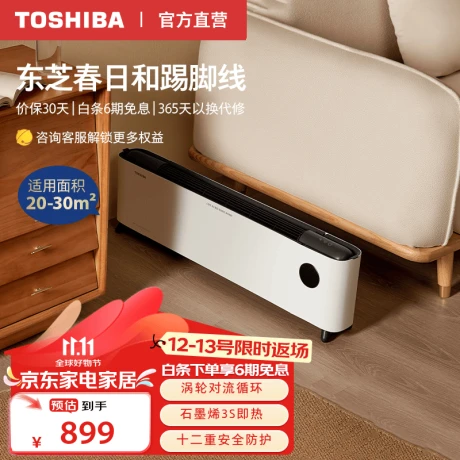 TOSHIBA | 官方直营
东芝春日和踢脚线
价保30天|白条6期免息|365天以换代修
咨询客服解锁更多权益
适用面积
20-30m²
TOSHIBA
11.11
全球好物节
京东家电家居
12-13号限时返场
白条下单享6期免息
预估 到手
¥899
涡轮对流循环
石墨烯3S即热
十二重安全防护